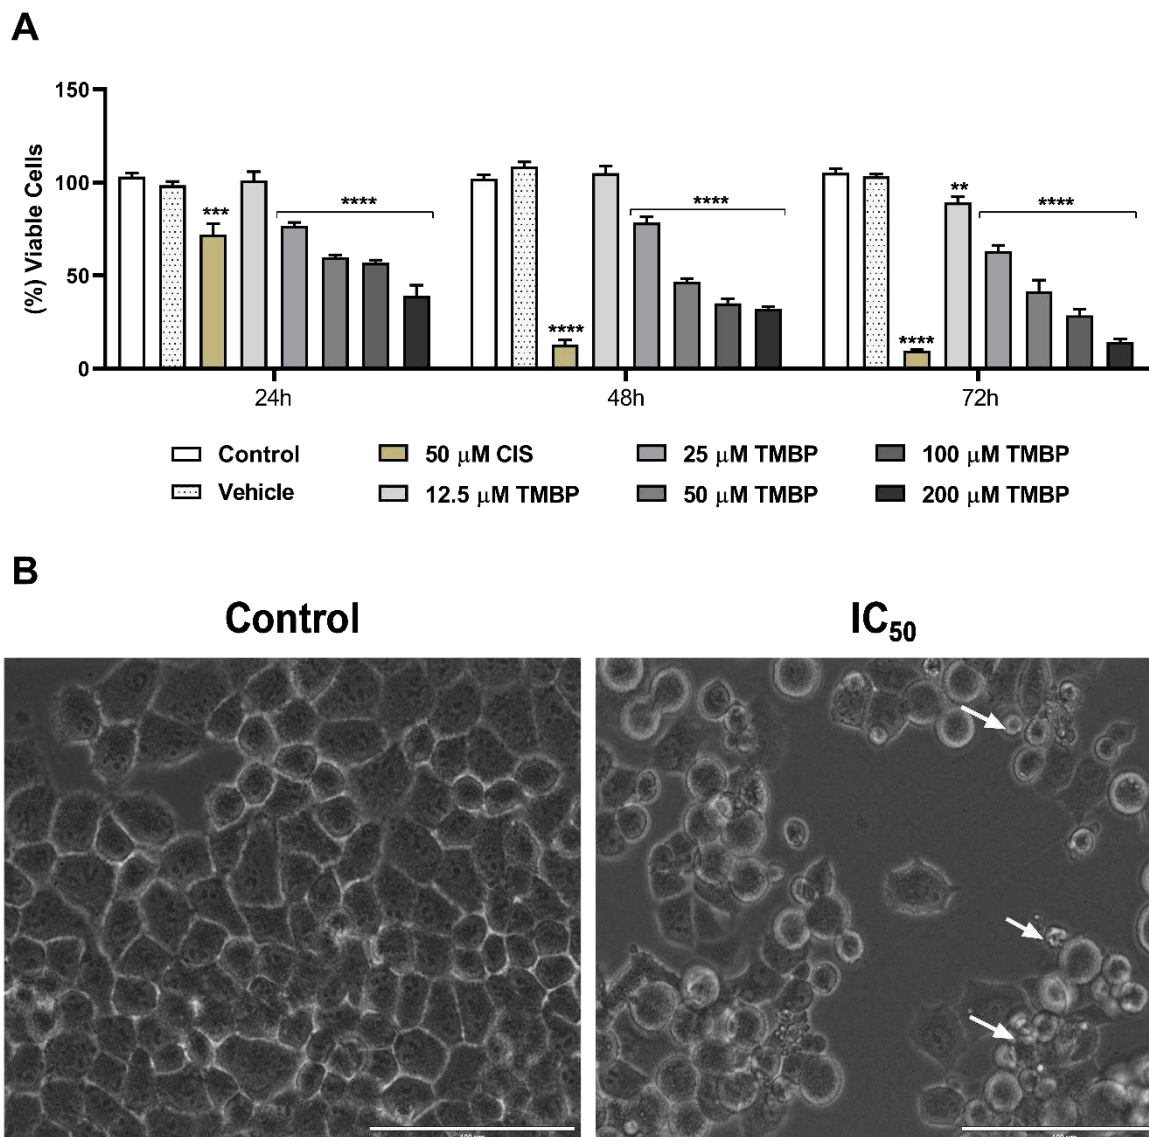 A
150
100
50
0
(%) Viable Cells
*** **** **** **** **** ** ****
24h 48h 72h
Control 50 μM CIS 25 μM TMBP 100 μM TMBP
Vehicle 12.5 μM TMBP 50 μM TMBP 200 μM TMBP
B
Control IC50